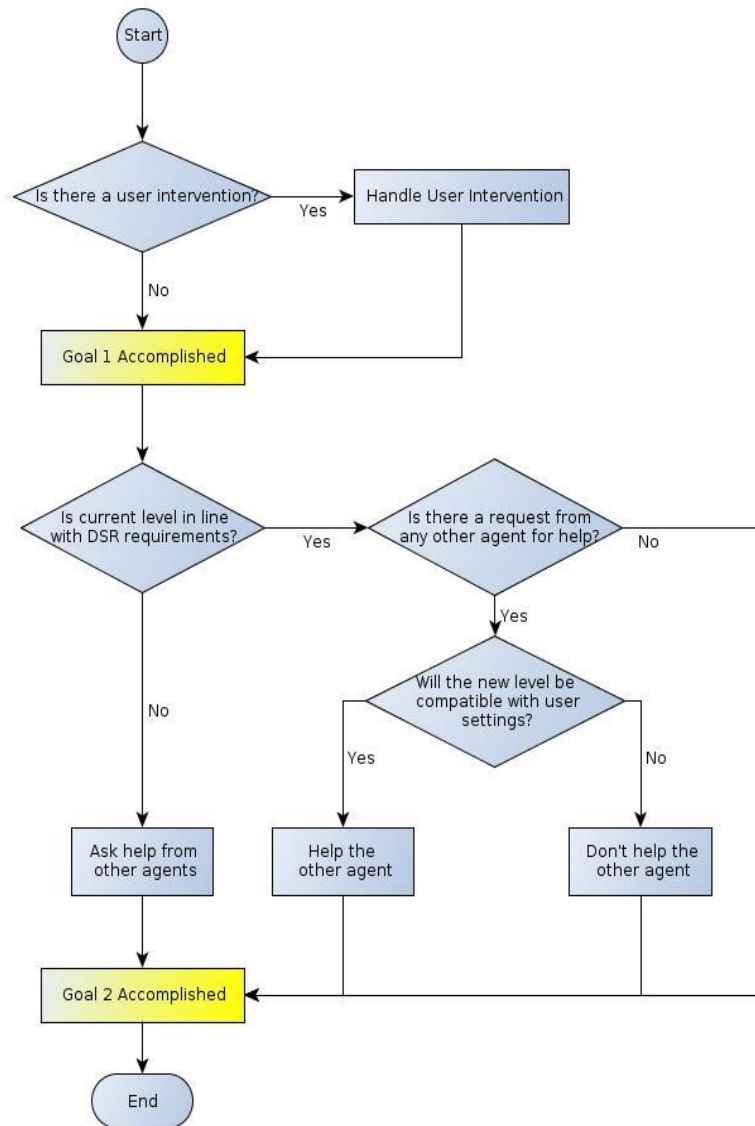 Start
Is there a user intervention?
Yes
Handle User Intervention
No
Goal 1 Accomplished
Is current level in line
with DSR requirements?
Yes
Is there a request from
any other agent for help?
No
Yes
Will the new level be
compatible with user
settings?
No
Yes
No
Ask help from
other agents
Help the
other agent
Don't help the
other agent
Goal 2 Accomplished
End